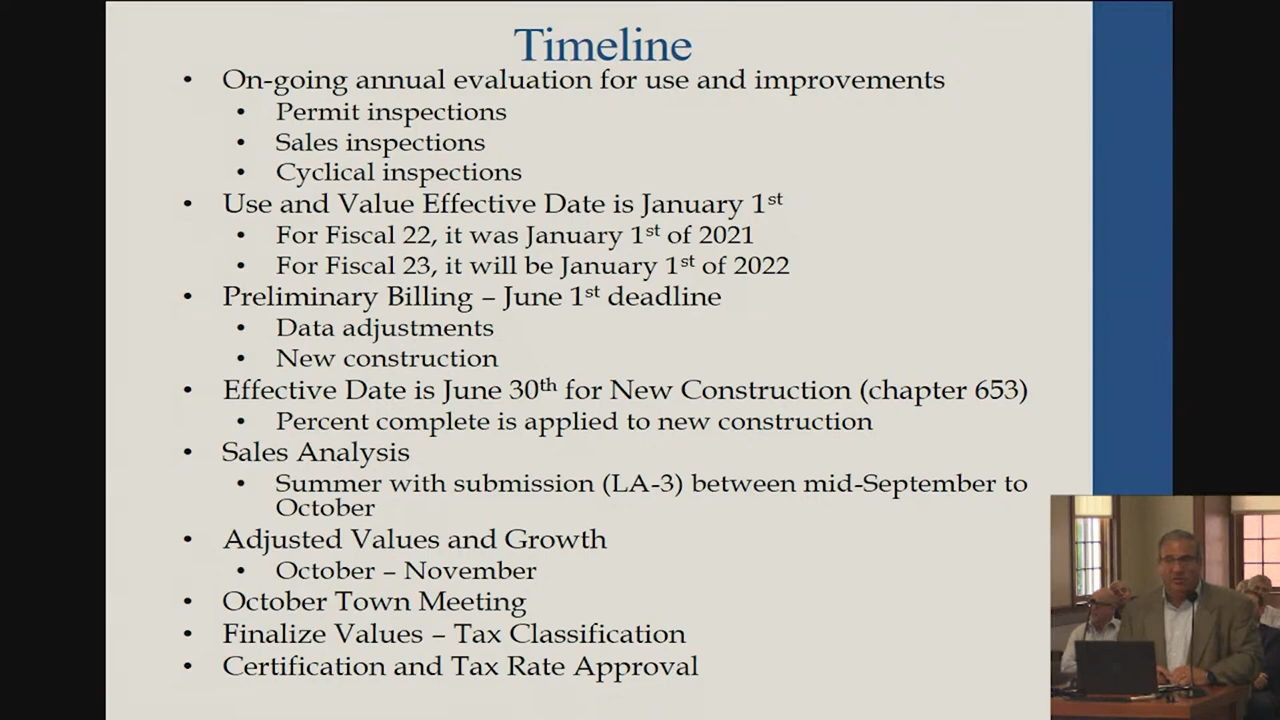 Timeline
• On-going annual evaluation for use and improvements
• Permit inspections
• Sales inspections
• Cyclical inspections
• Use and Value Effective Date is January 1st
• For Fiscal 22, it was January 1st of 2021
• For Fiscal 23, it will be January 1st of 2022
• Preliminary Billing – June 1st deadline
• Data adjustments
• New construction
• Effective Date is June 30th for New Construction (chapter 653)
• Percent complete is applied to new construction
• Sales Analysis
• Summer with submission (LA-3) between mid-September to
October
• Adjusted Values and Growth
• October – November
• October Town Meeting
• Finalize Values – Tax Classification
• Certification and Tax Rate Approval